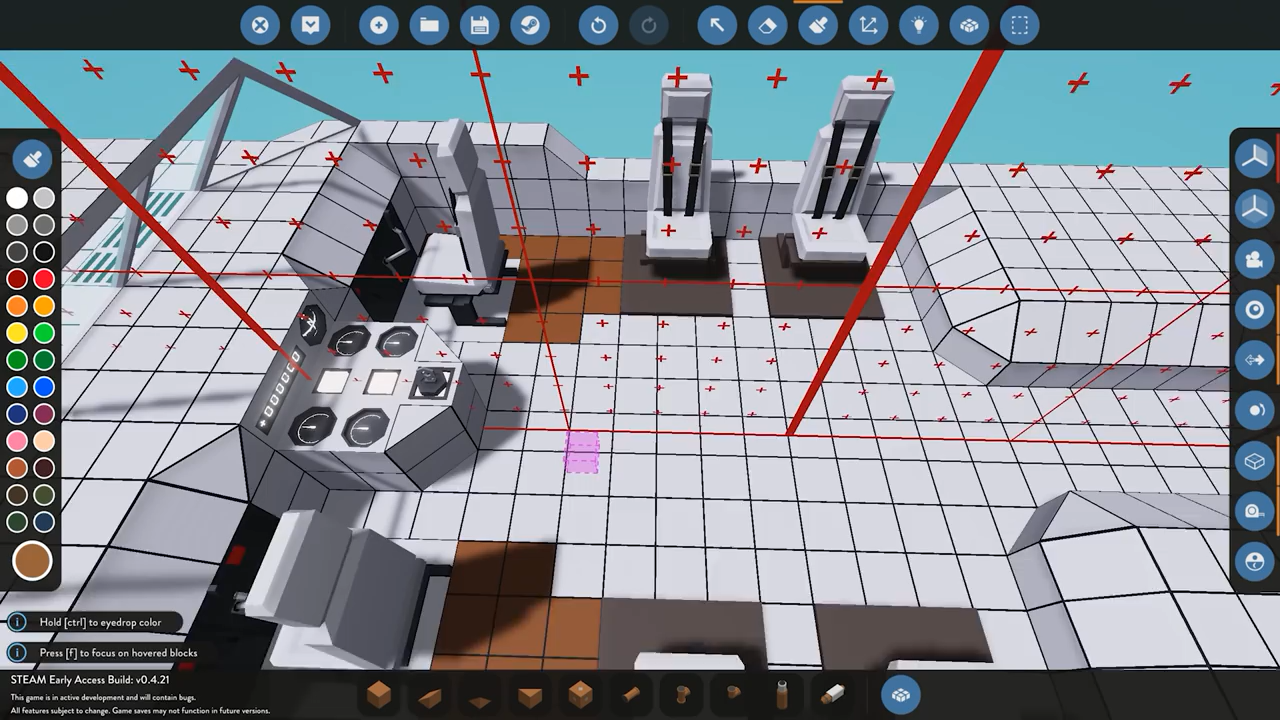 Hold [ctrl] to eyedrop color
Press [f] to focus on hovered blocks
STEAM Early Access Build: v0.4.21
This game is in active development and will contain bugs.
All features subject to change. Game saves may not function in future versions.